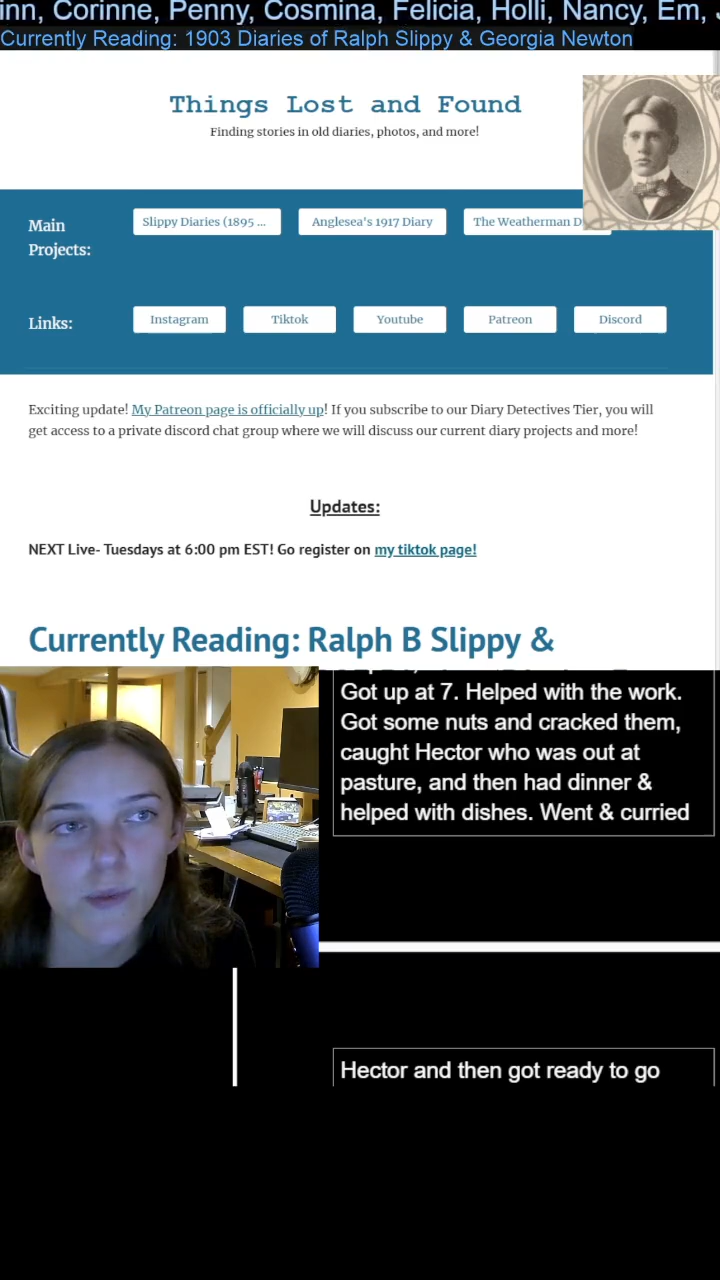 inn, Corinne, Penny, Cosmina, Felicia, Holli, Nancy, Em,
Currently Reading: 1903 Diaries of Ralph Slippy & Georgia Newton
Things Lost and Found
Finding stories in old diaries, photos, and more!
Main
Projects:
Slippy Diaries (1895 ...
Anglesea's 1917 Diary
The Weatherman D
Links:
Instagram
Tiktok
Youtube
Patreon
Discord
Exciting update! My Patreon page is officially up! If you subscribe to our Diary Detectives Tier, you will
get access to a private discord chat group where we will discuss our current diary projects and more!
Updates:
NEXT Live- Tuesdays at 6:00 pm EST! Go register on my tiktok page!
Currently Reading: Ralph B Slippy &
Got up at 7. Helped with the work.
Got some nuts and cracked them,
caught Hector who was out at
pasture, and then had dinner &
helped with dishes. Went & curried
Hector and then got ready to go